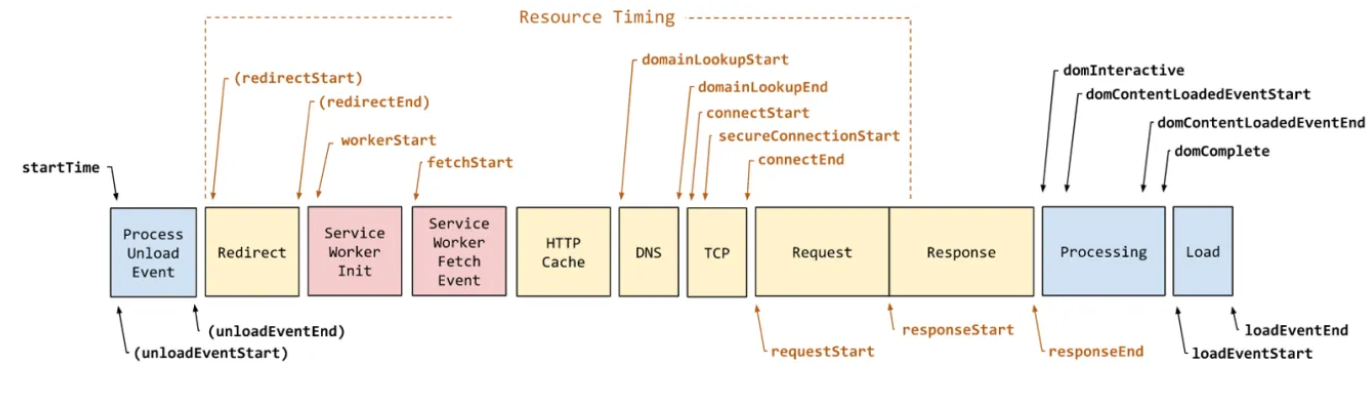 Resource Timing
domainLookupStart
domInteractive
(redirectStart)
domainLookupEnd
domContentLoadedEventStart
(redirectEnd)
connectStart
domContentLoadedEventEnd
workerStart
secureConnectionStart
domComplete
fetchStart
connectEnd
startTime
Process
Unload
Event
Redirect
Service
Worker
Init
Service
Worker
Fetch
Event
HTTP
Cache
DNS
TCP
Request
Response
Processing
Load
(unloadEventEnd)
(unloadEventStart)
requestStart
responseStart
responseEnd
loadEventEnd
loadEventStart